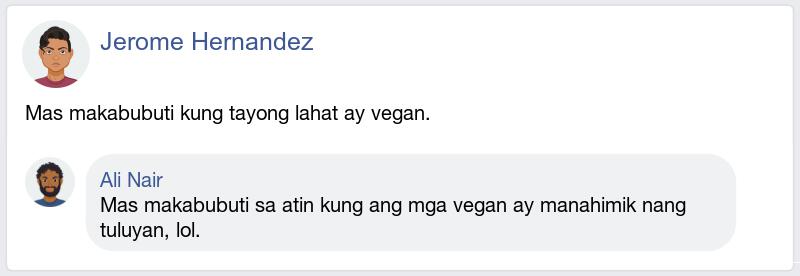 Jerome Hernandez
Mas makabubuti kung tayong lahat ay vegan.
Ali Nair
Mas makabubuti sa atin kung ang mga vegan ay manahimik nang
tuluyan, lol.